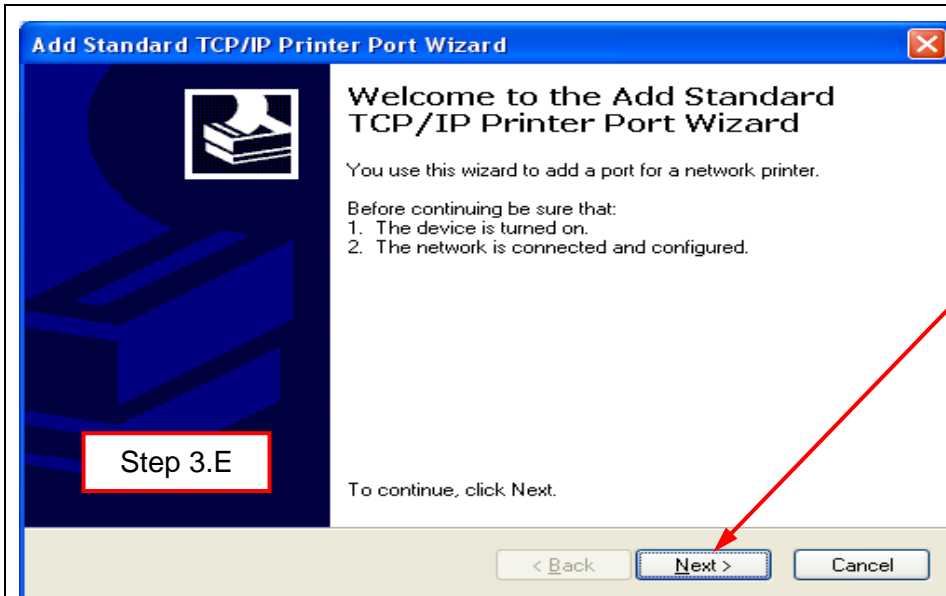 Add Standard TCP/IP Printer Port Wizard
Welcome to the Add Standard
TCP/IP Printer Port Wizard
You use this wizard to add a port for a network printer.
Before continuing be sure that:
1. The device is turned on.
2. The network is connected and configured.
Step 3.E
To continue, click Next.
< Back
Next >
Cancel